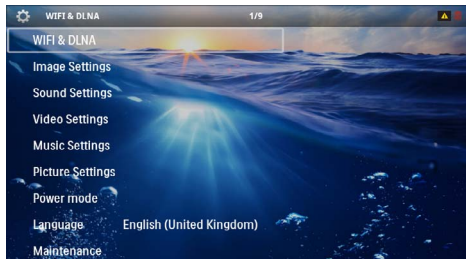 WIFI & DLNA 1/9
WIFI & DLNA
Image Settings
Sound Settings
Video Settings
Music Settings
Picture Settings
Power mode
Language English (United Kingdom)
Maintenance